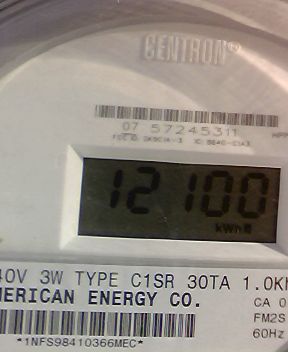 CENTRON®
07 57245311
12100
kWh
40V 3W TYPE C1SR 30TA 1.0K
MERICAN ENERGY CO.
CA 0
FM2S
60Hz
*1NFS98410366MEC*